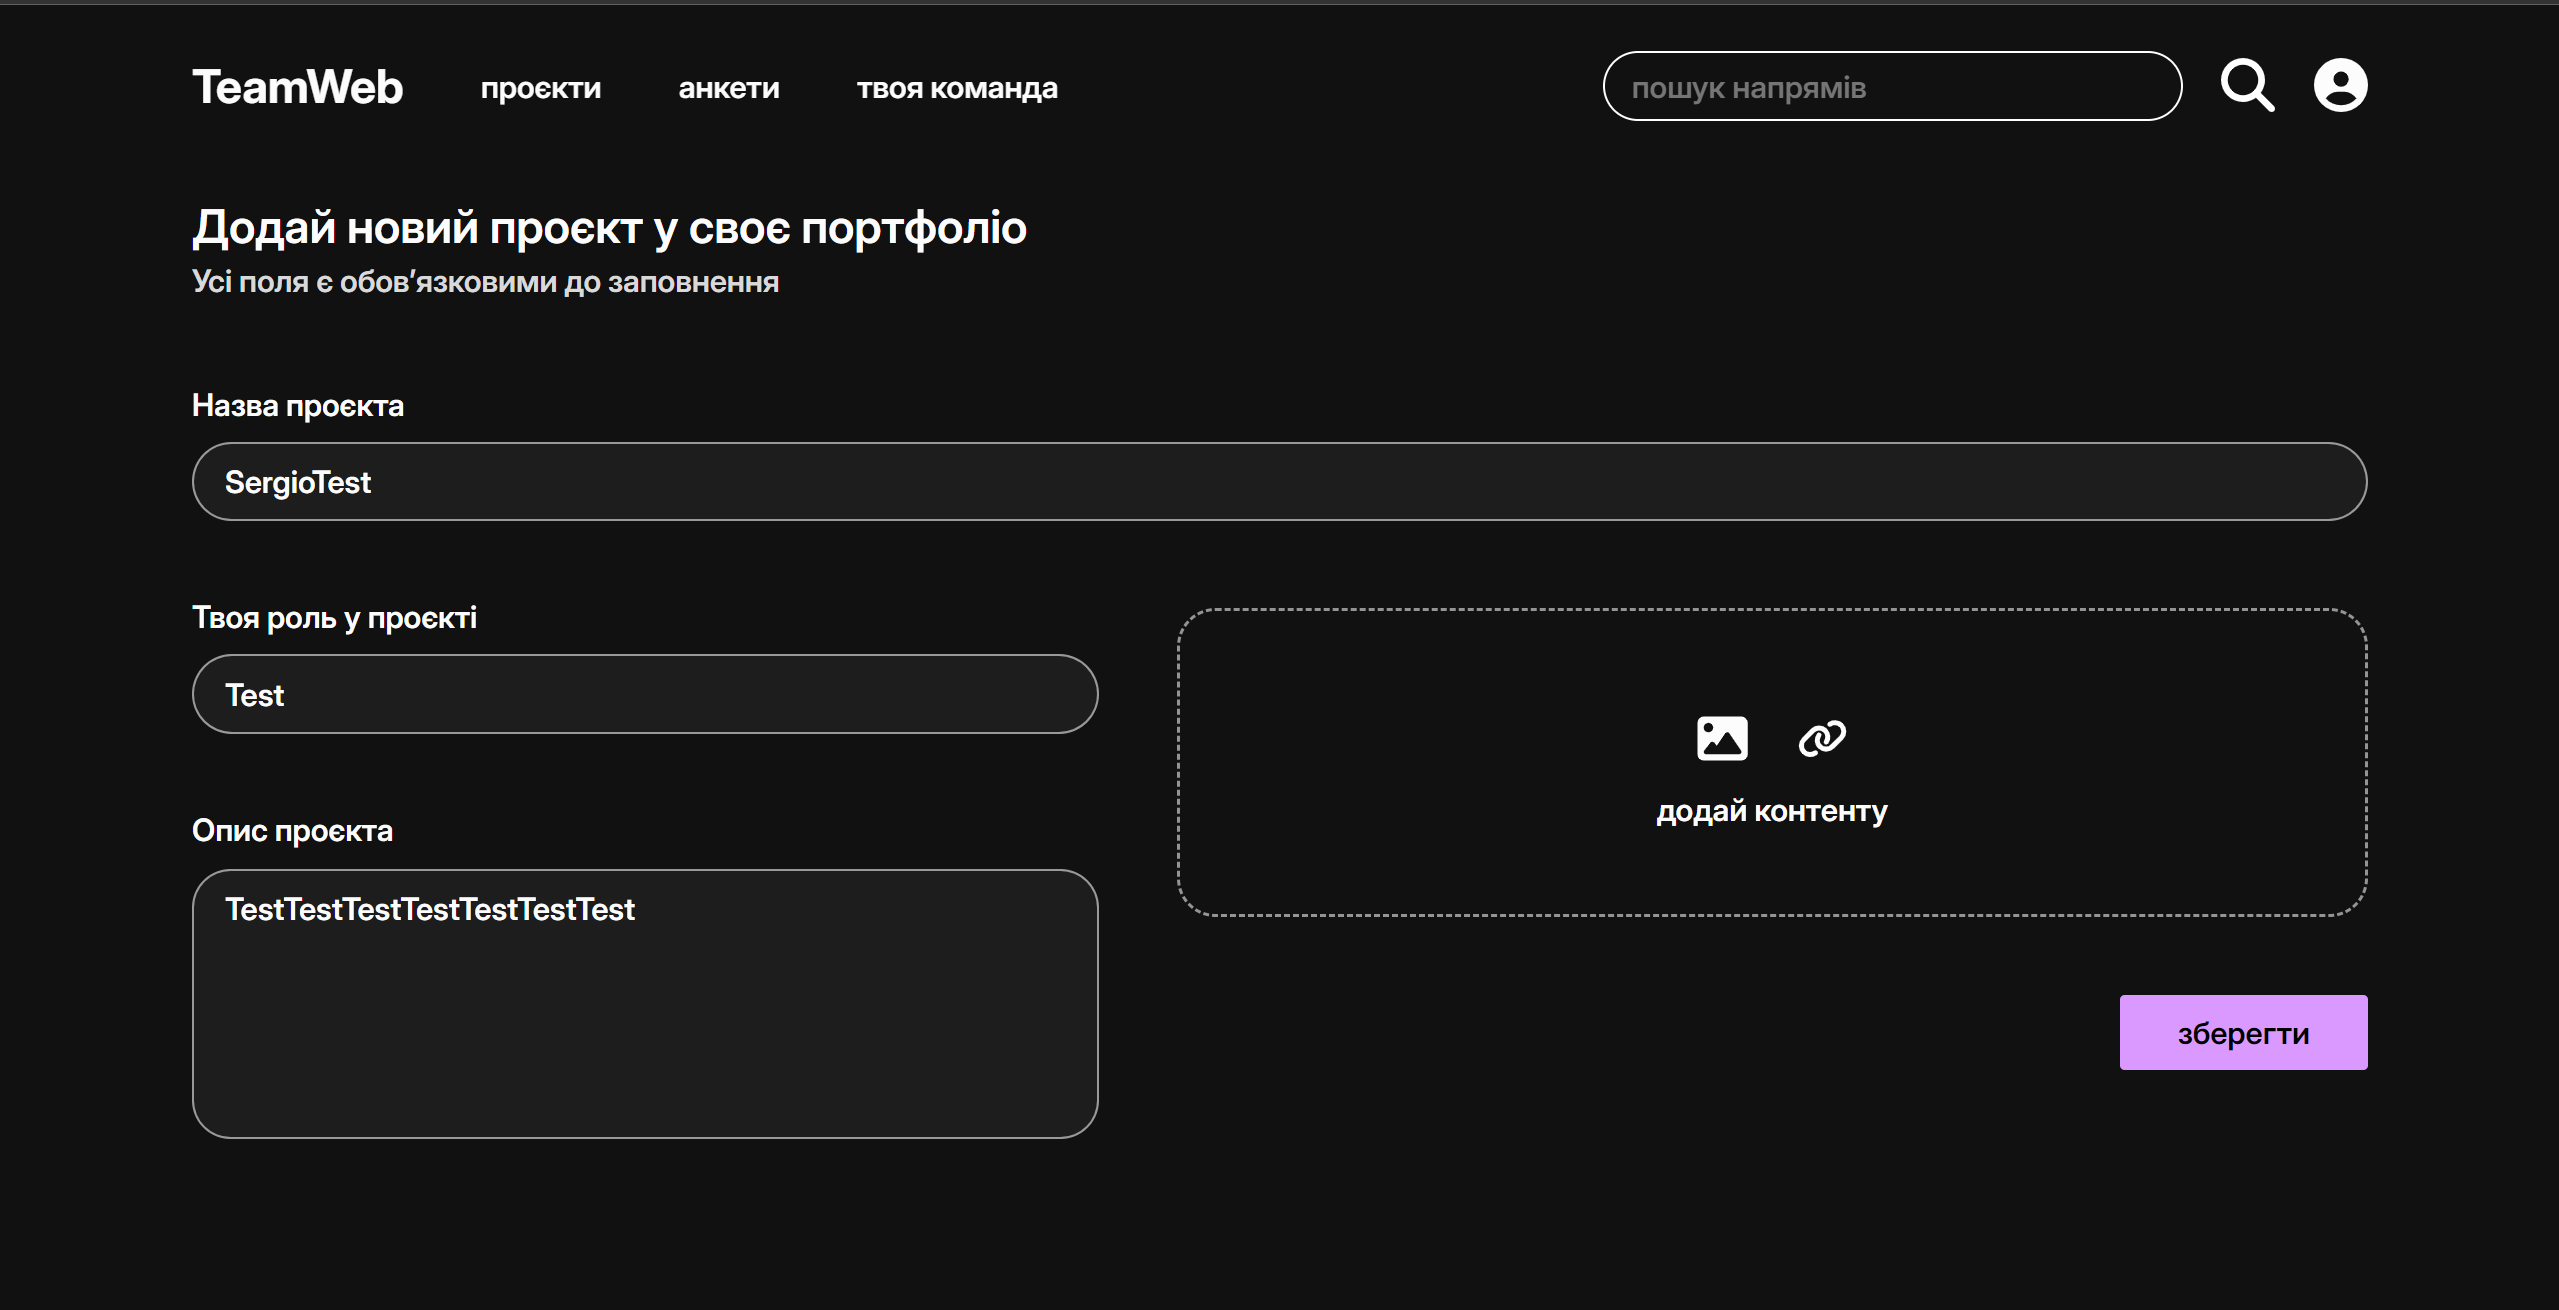 TeamWeb проєкти анкети твоя команда пошук напрямів
Додай новий проєкт у своє портфоліо
Усі поля є обов’язковими до заповнення
Назва проєкта
SergioTest
Твоя роль у проєкті
Test
додай контенту
Опис проєкта
TestTestTestTestTestTestTest
зберегти